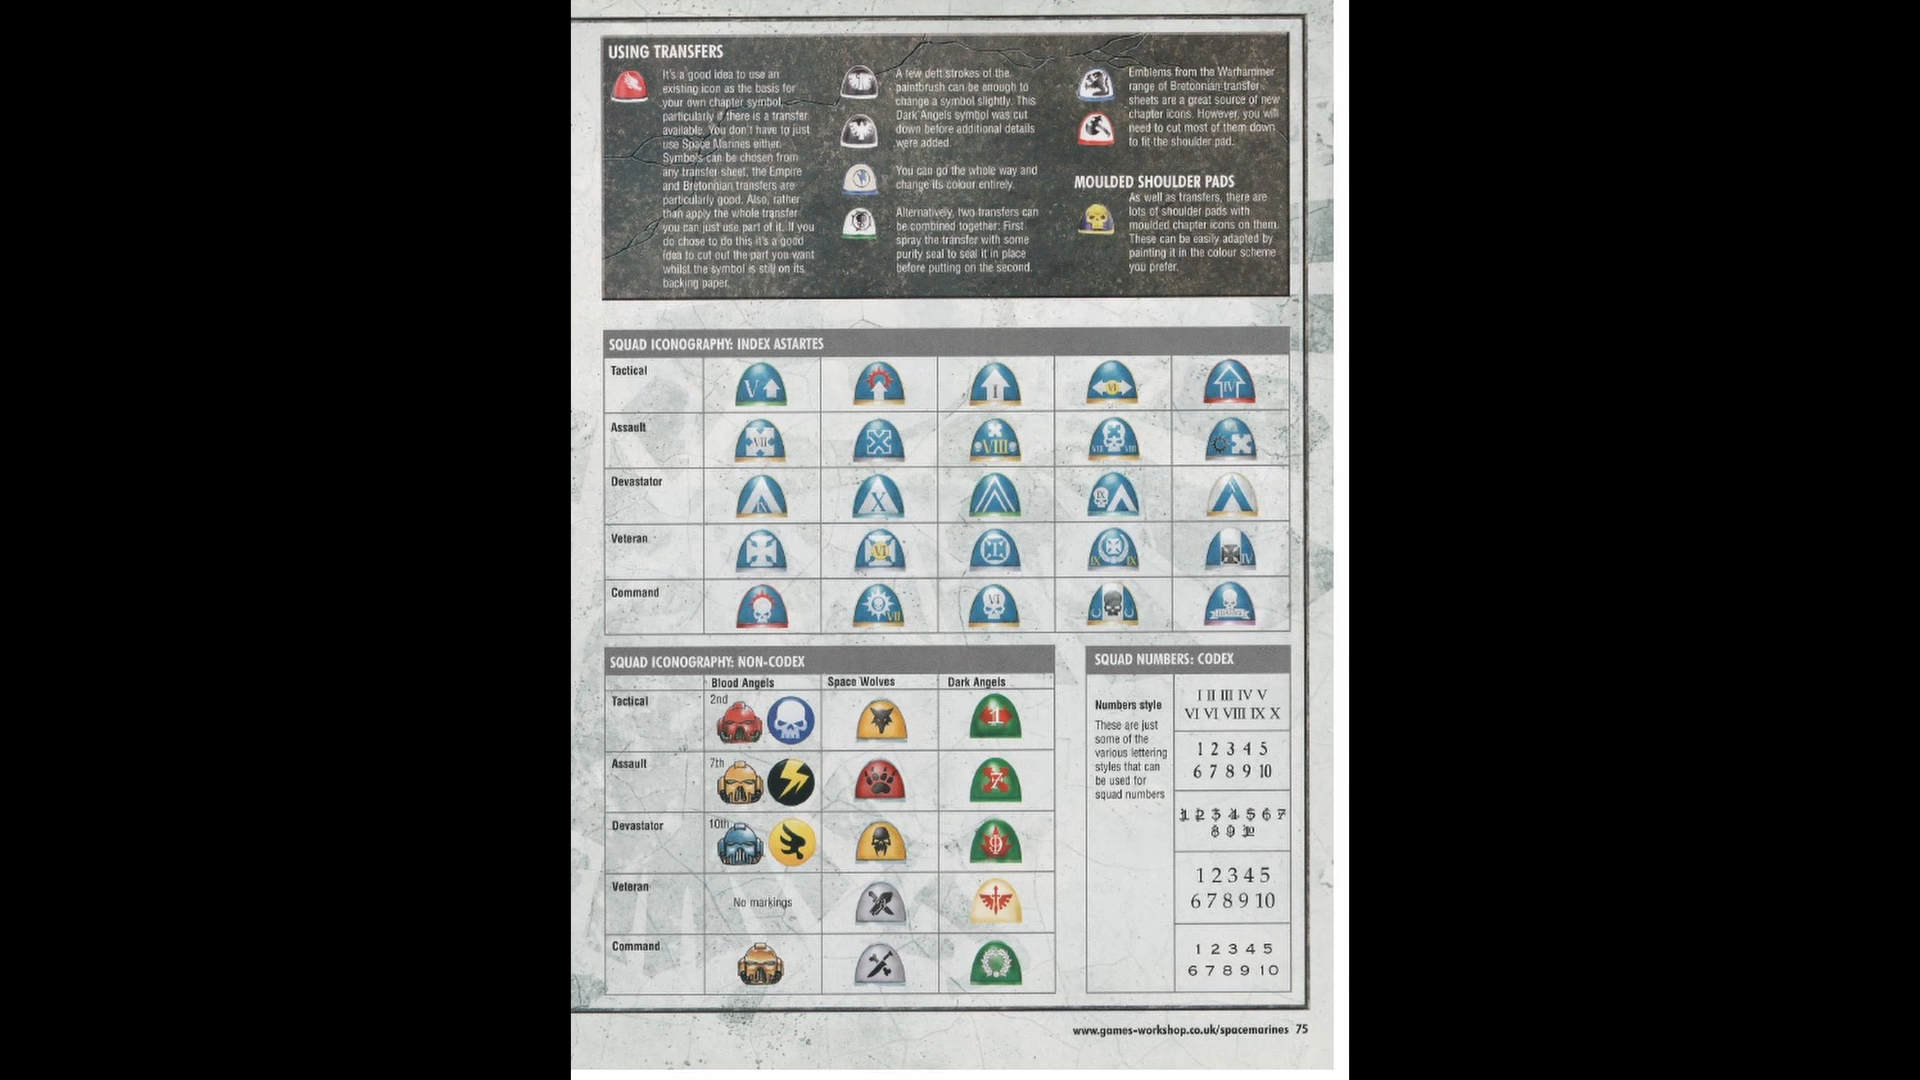 USING TRANSFERS
It's a good idea to use an
existing icon as the basis for
your own chapter symbol,
particularly if there is a transfer
available. You don't have to just
use Space Marines either.
Symbols can be chosen from
any transfer sheet, the Empire
and Bretonnian transfers are
particularly good. Also, rather
than apply the whole transfer
you can just use part of it. If you
do chose to do this it's a good
idea to cut out the part you want
whilst the symbol is still on its
backing paper.
A few deft strokes of the
paintbrush can be enough to
change a symbol slightly. This
Dark Angels symbol was cut
down before additional details
were added.
You can go the whole way and
change its colour entirely.
Alternatively, two transfers can
be combined together: First
spray the transfer with some
purity seal to seal it in place
before putting on the second.
Emblems from the Warhammer
range of Bretonnian transfer
sheets are a great source of new
chapter icons. However, you will
need to cut most of them down
to fit the shoulder pad.
MOULDED SHOULDER PADS
As well as transfers, there are
lots of shoulder pads with
moulded chapter icons on them.
These can be easily adapted by
painting it in the colour scheme
you prefer.
SQUAD ICONOGRAPHY: INDEX ASTARTES
Tactical
V
I
VI
IV
Assault
VII
VIII
VIII
Devastator
IX
X
IX
X
Veteran
VI
I
IX IX
IV
Command
VII
VI
SQUAD ICONOGRAPHY: NON-CODEX
Blood Angels Space Wolves Dark Angels
Tactical
2nd
1
Assault
7th
7
Devastator
10th
9
Veteran
No markings
Command
SQUAD NUMBERS: CODEX
Numbers style
These are just
some of the
various lettering
styles that can
be used for
squad numbers
I II III IV V
VI VI VIII IX X
1 2 3 4 5
6 7 8 9 10
1 2 3 4 5 6 7
8 9 10
1 2 3 4 5
6 7 8 9 10
1 2 3 4 5
6 7 8 9 10
www.games-workshop.co.uk/spacemarines 75